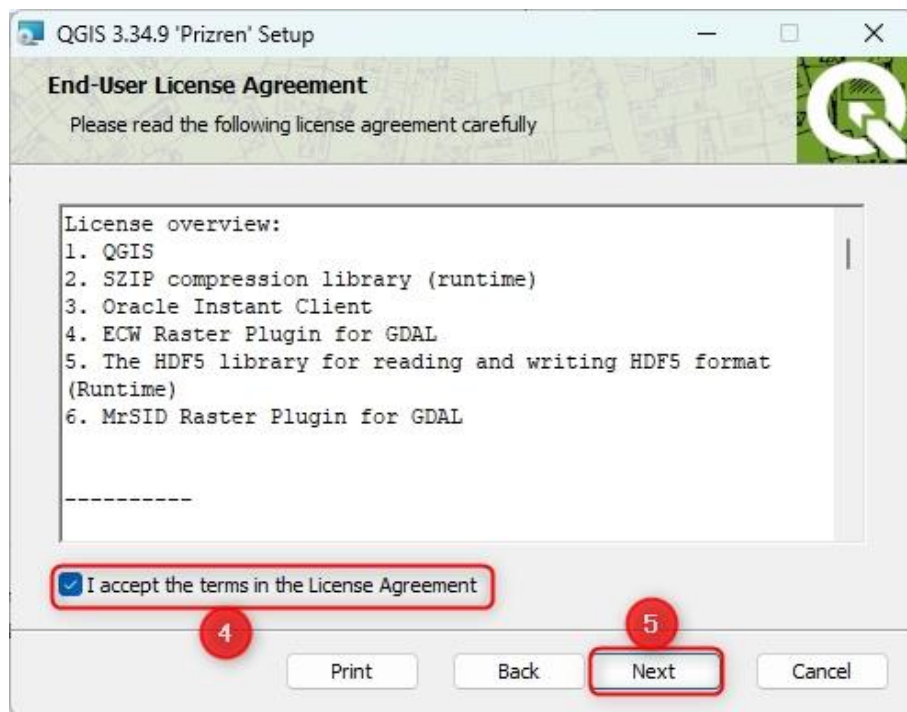 QGIS 3.34.9 'Prizren' Setup
End-User License Agreement
Please read the following license agreement carefully
License overview:
1. QGIS
2. SZIP compression library (runtime)
3. Oracle Instant Client
4. ECW Raster Plugin for GDAL
5. The HDF5 library for reading and writing HDF5 format
(Runtime)
6. MrSID Raster Plugin for GDAL
----------
I accept the terms in the License Agreement
4
5
Print Back Next Cancel